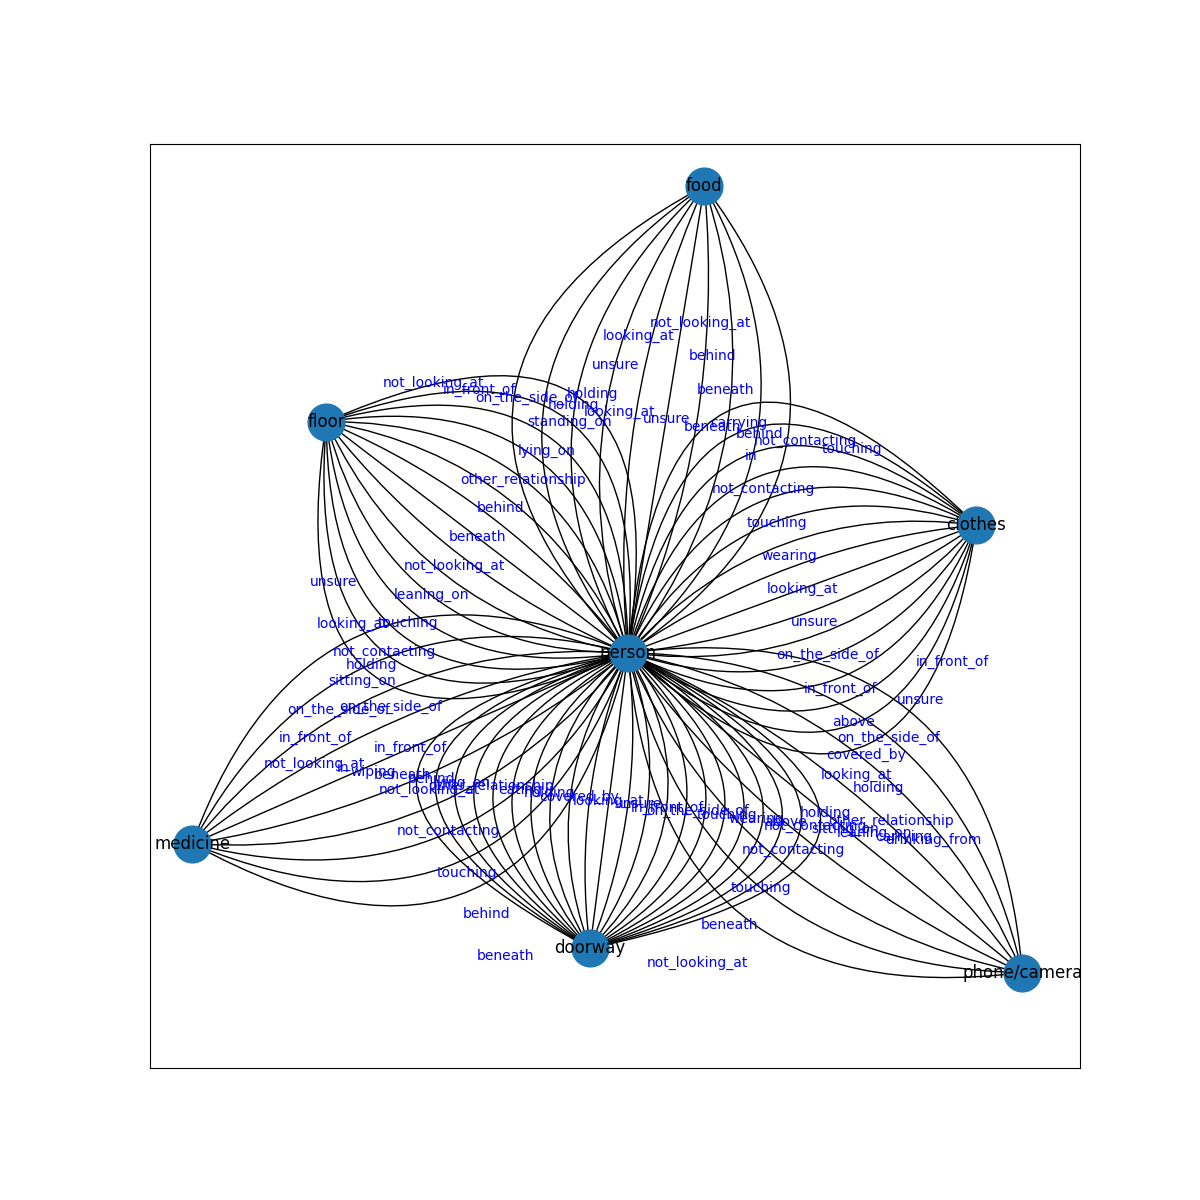 food
not_looking_at
looking_at
behind
unsure
not_looking_at
in_front_of
beneath
holding
on_the_side_of
holding
looking_at
unsure
floor
standing_on
carrying
beneath
behind
not_contacting
touching
lying_on
in
other_relationship
not_contacting
behind
touching
clothes
beneath
wearing
not_looking_at
unsure
looking_at
leaning_on
looking_at
touching
unsure
not_contacting
person
on_the_side_of
holding
in_front_of
sitting_on
in_front_of
unsure
on_the_side_of
on_the_side_of
above
in_front_of
on_the_side_of
in_front_of
covered_by
not_looking_at
in
wiping
beneath
behind
looking_at
lying_on
other_relationship
not_looking_at
eating
holding
holding
covered_by
looking_at
unsure
in_front_of
on_the_side_of
touching
wearing
above
holding
not_contacting
other_relationship
sitting_on
leaning_on
carrying
drinking_from
not_contacting
medicine
not_contacting
touching
touching
behind
beneath
doorway
beneath
not_looking_at
phone/camera